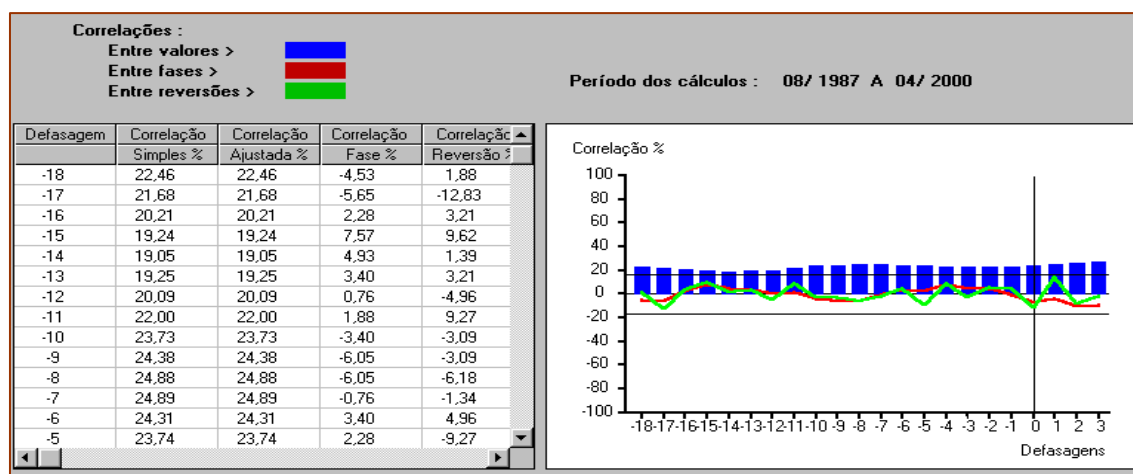 Correlações :
Entre valores >
Entre fases >
Entre reversões >
Período dos cálculos : 08/ 1987 A 04/ 2000
Defasagem Correlação Correlação Correlação Correlação
Simples % Ajustada % Fase % Reversão %
-18 22,46 22,46 -4,53 1,88
-17 21,68 21,68 -5,65 -12,83
-16 20,21 20,21 2,28 3,21
-15 19,24 19,24 7,57 9,62
-14 19,05 19,05 4,93 1,39
-13 19,25 19,25 3,40 3,21
-12 20,09 20,09 0,76 -4,96
-11 22,00 22,00 1,88 9,27
-10 23,73 23,73 -3,40 -3,09
-9 24,38 24,38 -6,05 -3,09
-8 24,88 24,88 -6,05 -6,18
-7 24,89 24,89 -0,76 -1,34
-6 24,31 24,31 3,40 4,96
-5 23,74 23,74 2,28 -9,27
Correlação %
100
80
60
40
20
0
-20
-40
-60
-80
-100
-18 -17 -16 -15 -14 -13 -12 -11 -10 -9 -8 -7 -6 -5 -4 -3 -2 -1 0 1 2 3
Defasagens